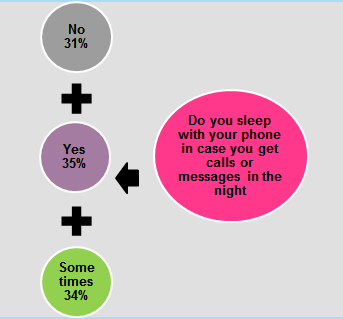 No
31%
Yes
35%
Some
times
34%
Do you sleep
with your phone
in case you get
calls or
messages in the
night